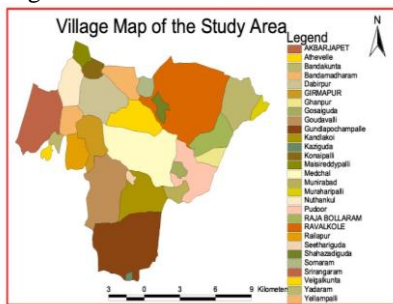 Village Map of the Study Area
N
Legend
AKBARJAPET
Athevelle
Bandakunta
Bandamadharam
Dabirpur
GIRMAPUR
Ghanpur
Gosaiguda
Goudavalli
Gundlapochampalle
Kandlakoi
Kaziguda
Konaipalli
Maisireddypalli
Medchal
Munirabad
Muraharipalli
Nuthankul
Pudoor
RAJA BOLLARAM
RAVALKOLE
Railapur
Seethariguda
Shahazadiguda
Somaram
Srirangaram
Velgalkunta
Yadaram
Yellampalli
3 0 3 6 9 Kilometers